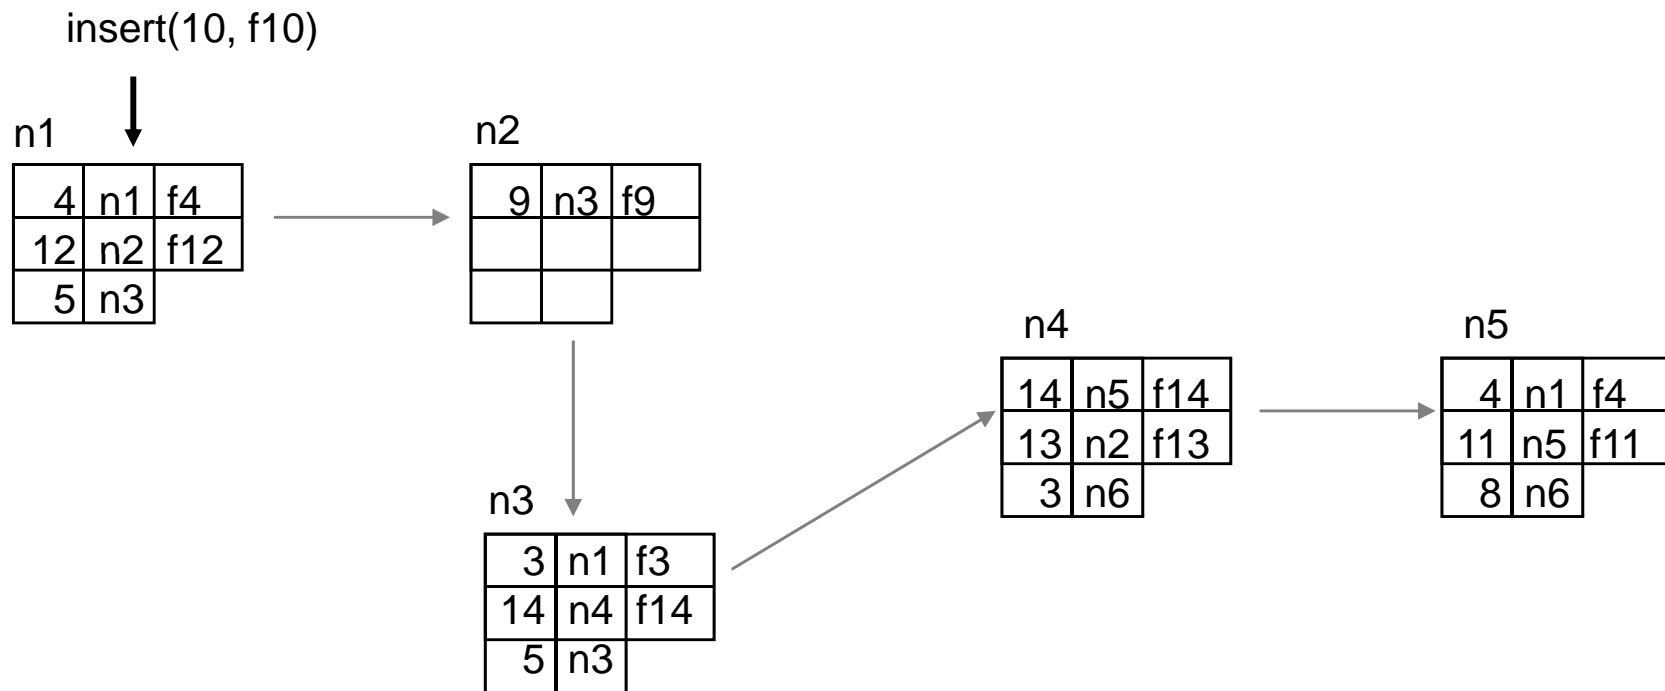 insert(10, f10)
n1
4 n1 f4
12 n2 f12
5 n3
n2
9 n3 f9
n3
3 n1 f3
14 n4 f14
5 n3
n4
14 n5 f14
13 n2 f13
3 n6
n5
4 n1 f4
11 n5 f11
8 n6